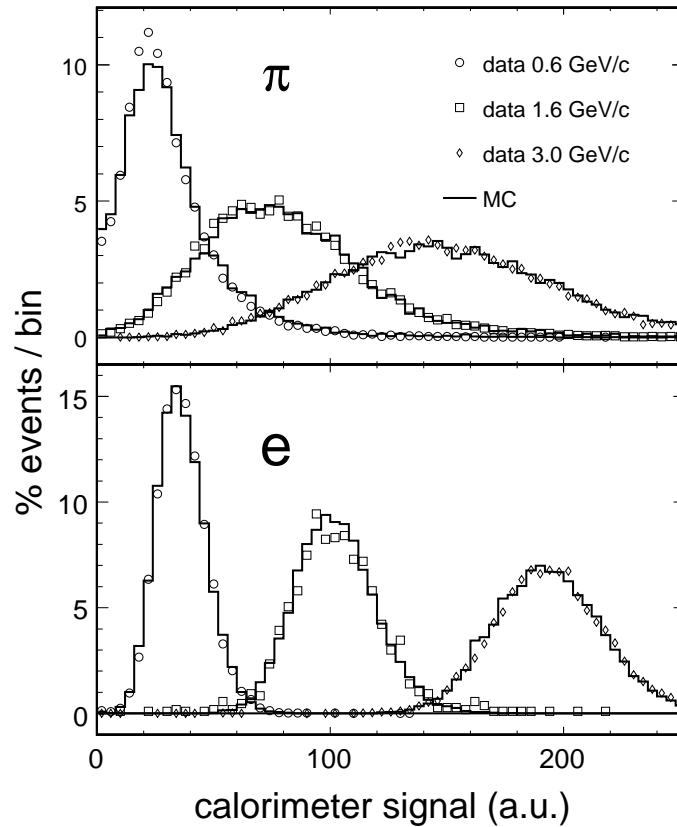 10
5
0
π
data 0.6 GeV/c
data 1.6 GeV/c
data 3.0 GeV/c
MC
% events / bin
15
10
5
0
e
0
100
200
calorimeter signal (a.u.)